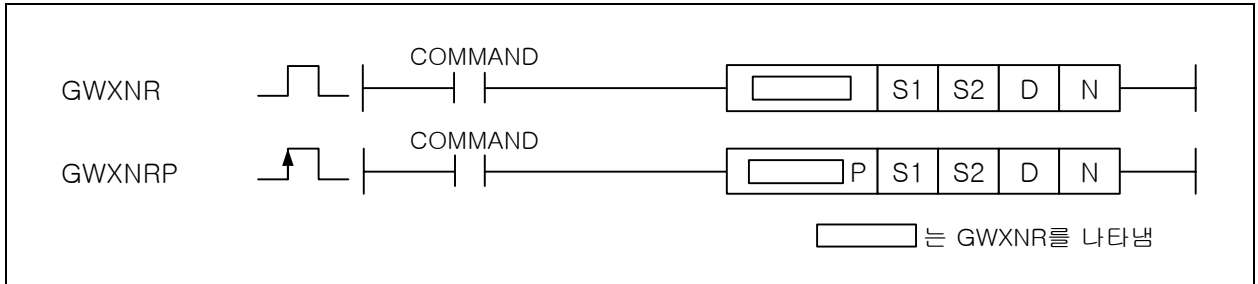 COMMAND
GWXNR S1 S2 D N
COMMAND
GWXNRP P S1 S2 D N
는 GWXNR를 나타냄